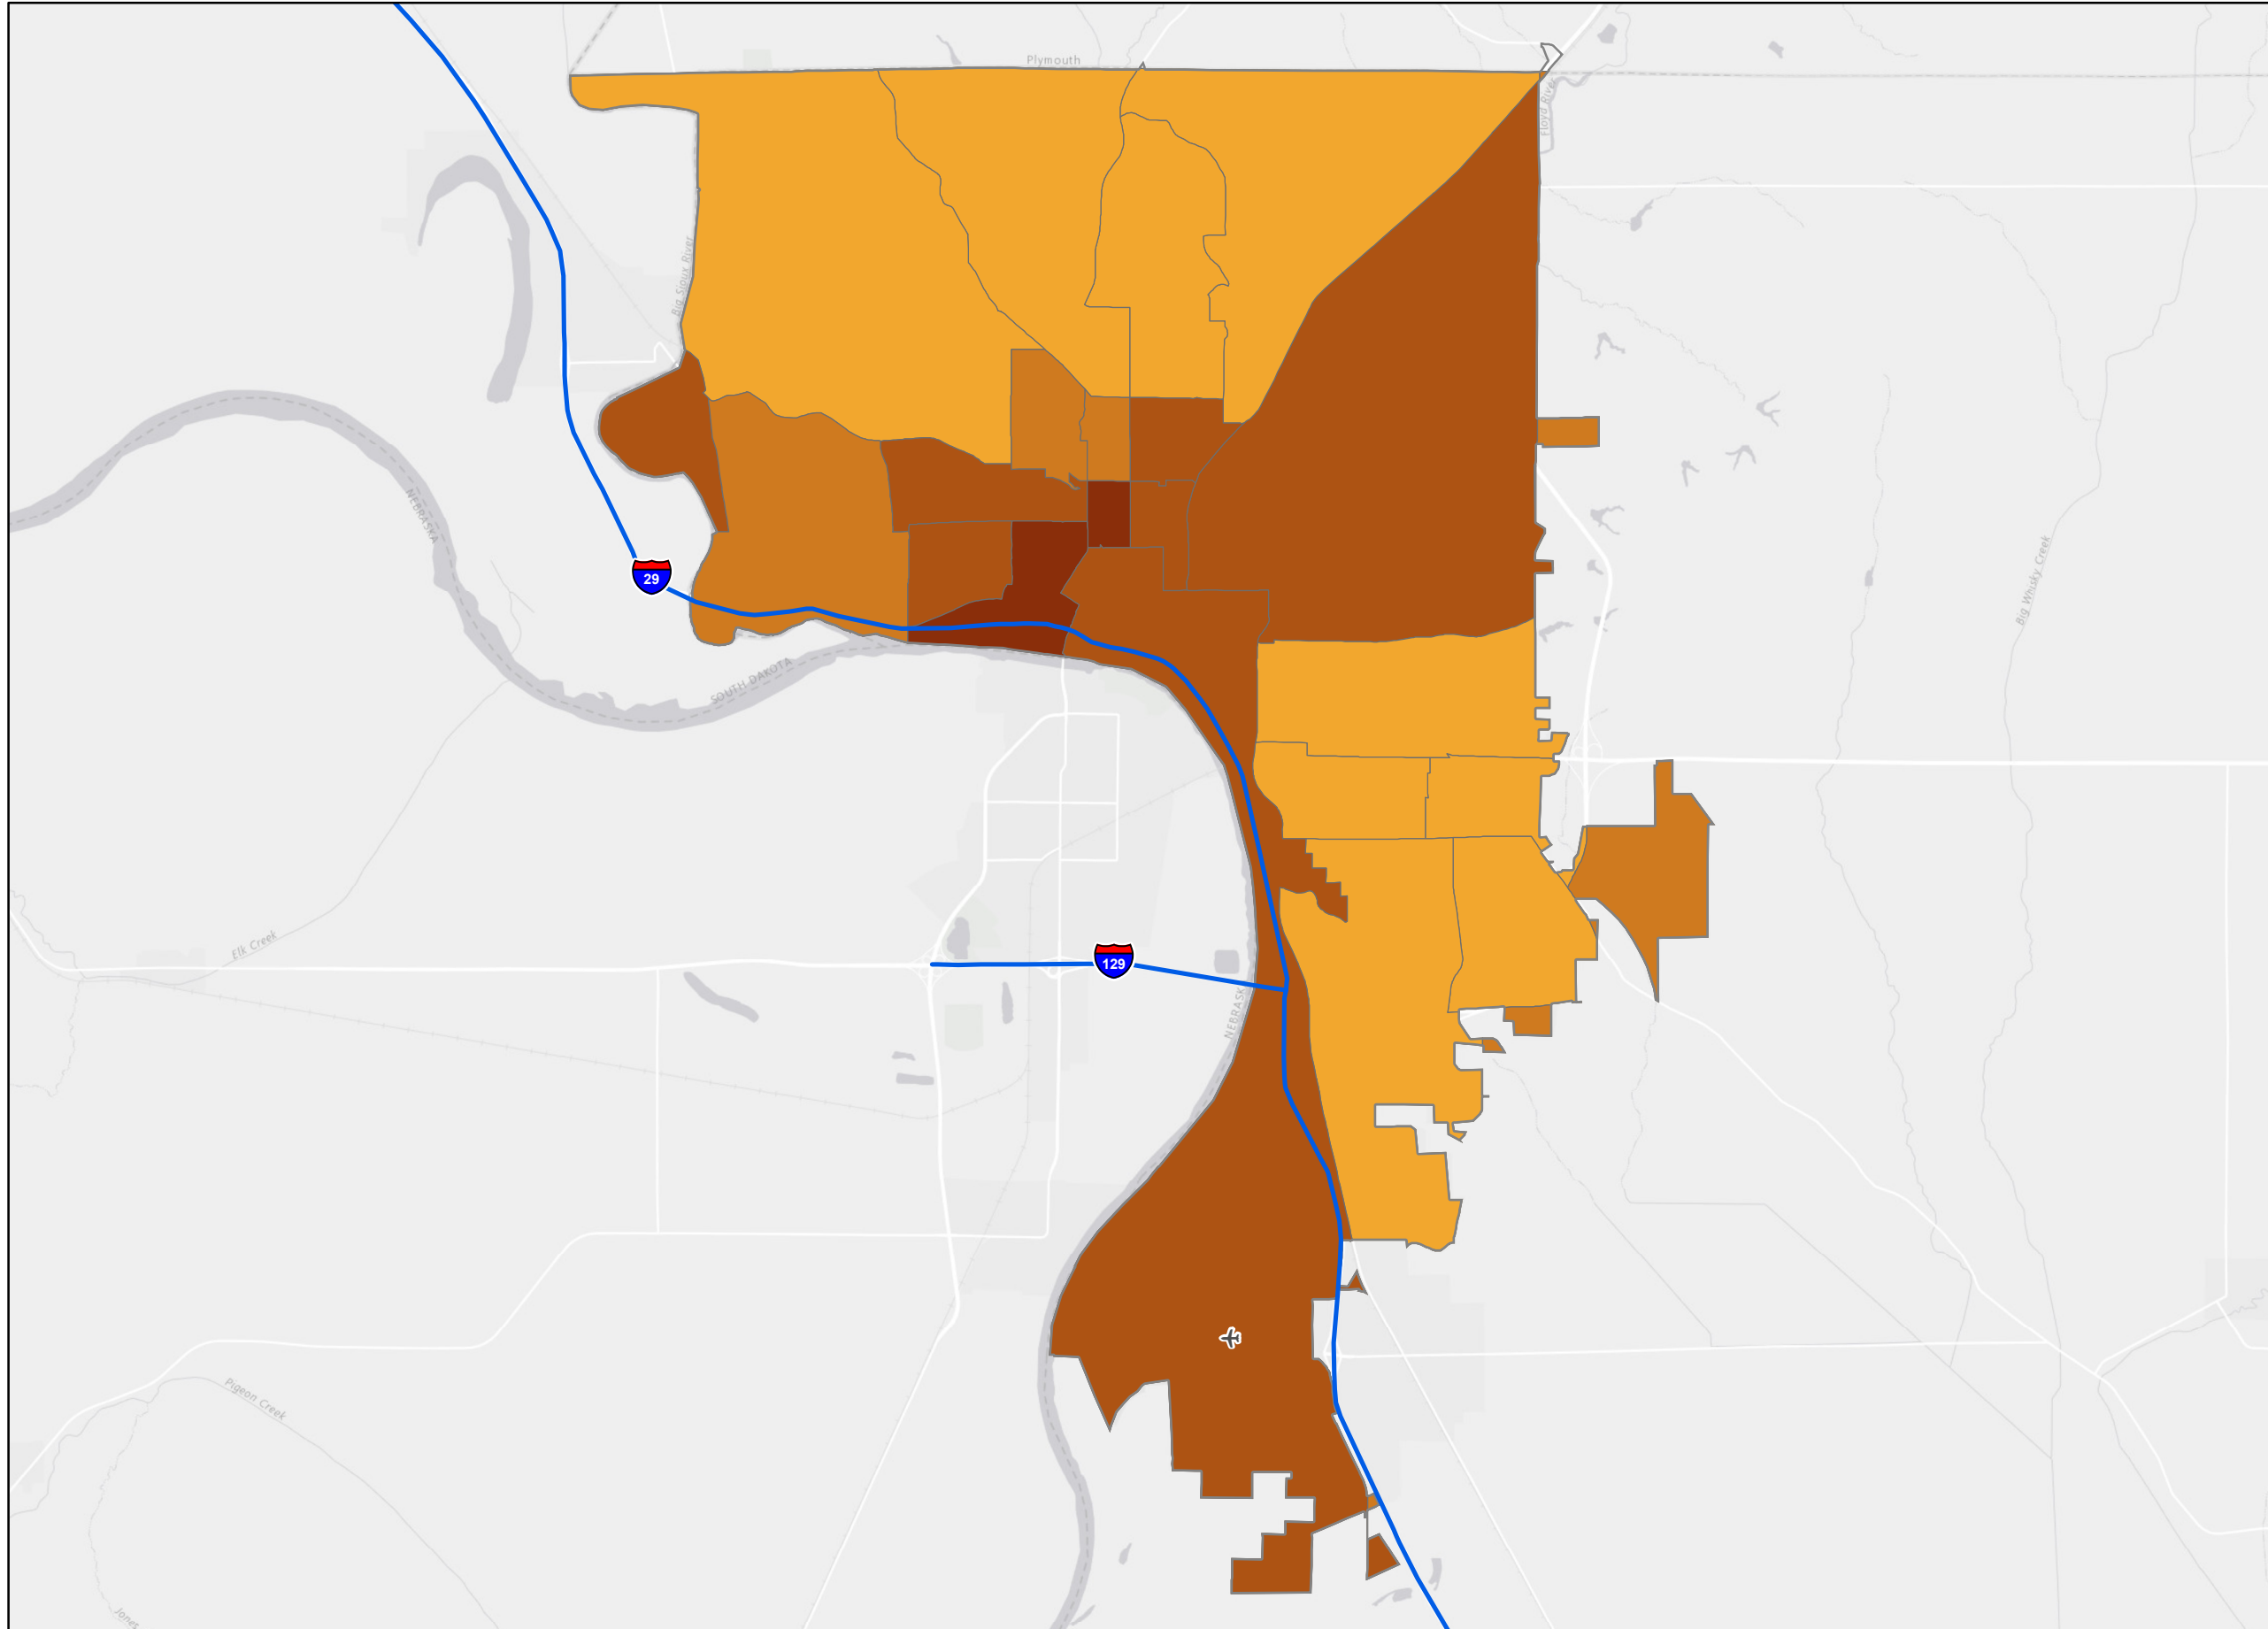 Plymouth
Floyd River
Big Sioux River
NEBRASKA
29
SOUTH DAKOTA
Big Whisky Creek
Elk Creek
129
NEBRASK
Pigeon Creek
Jones